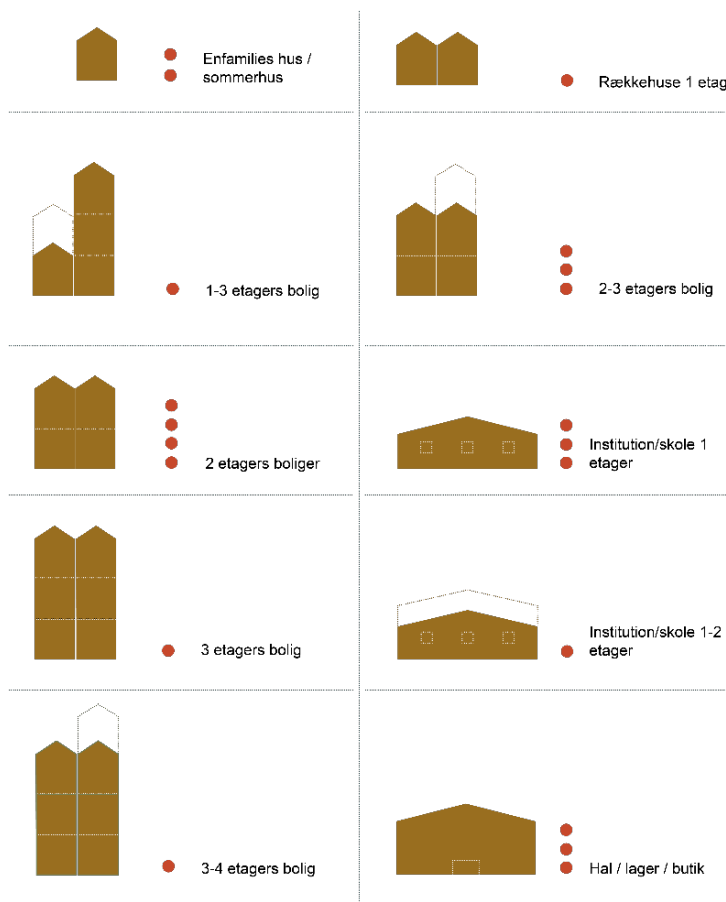 Enfamilies hus /
sommerhus
Rækkehuse 1 etag
1-3 etagers bolig
2-3 etagers bolig
2 etagers boliger
Institution/skole 1
etager
3 etagers bolig
Institution/skole 1-2
etager
3-4 etagers bolig
Hal / lager / butik